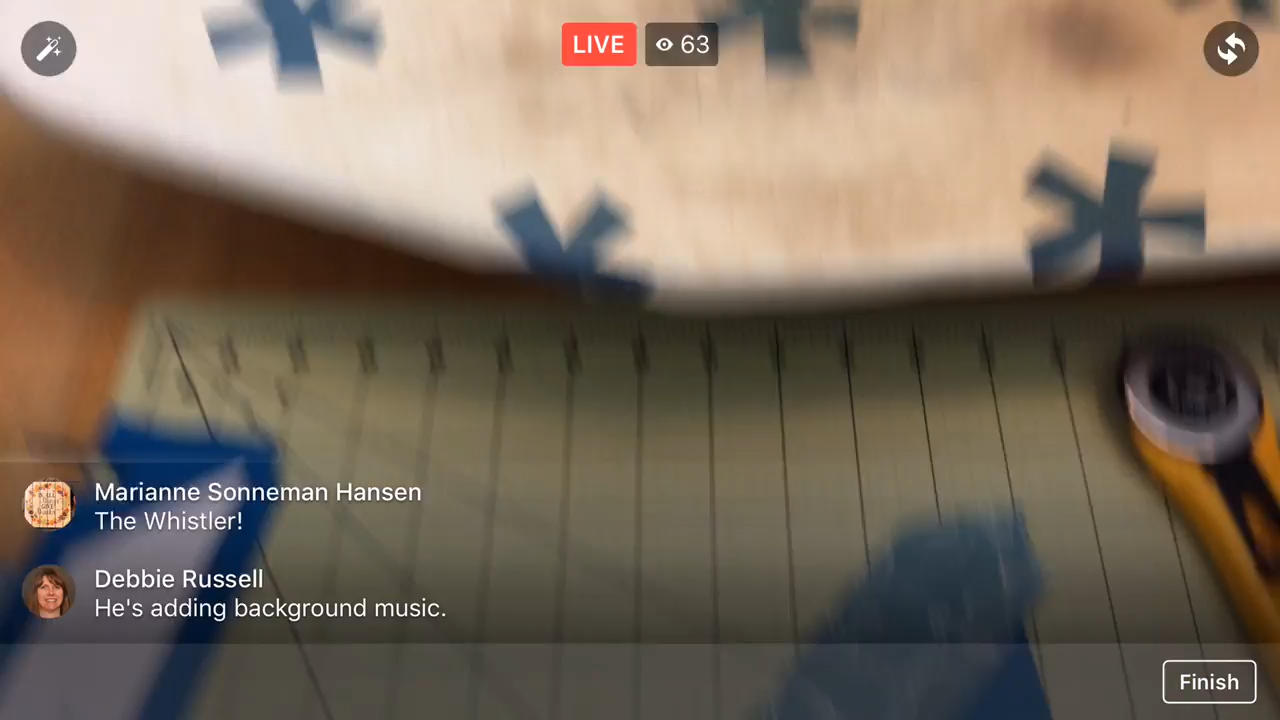 LIVE
63
Marianne Sonneman Hansen
The Whistler!
Debbie Russell
He's adding background music.
Finish